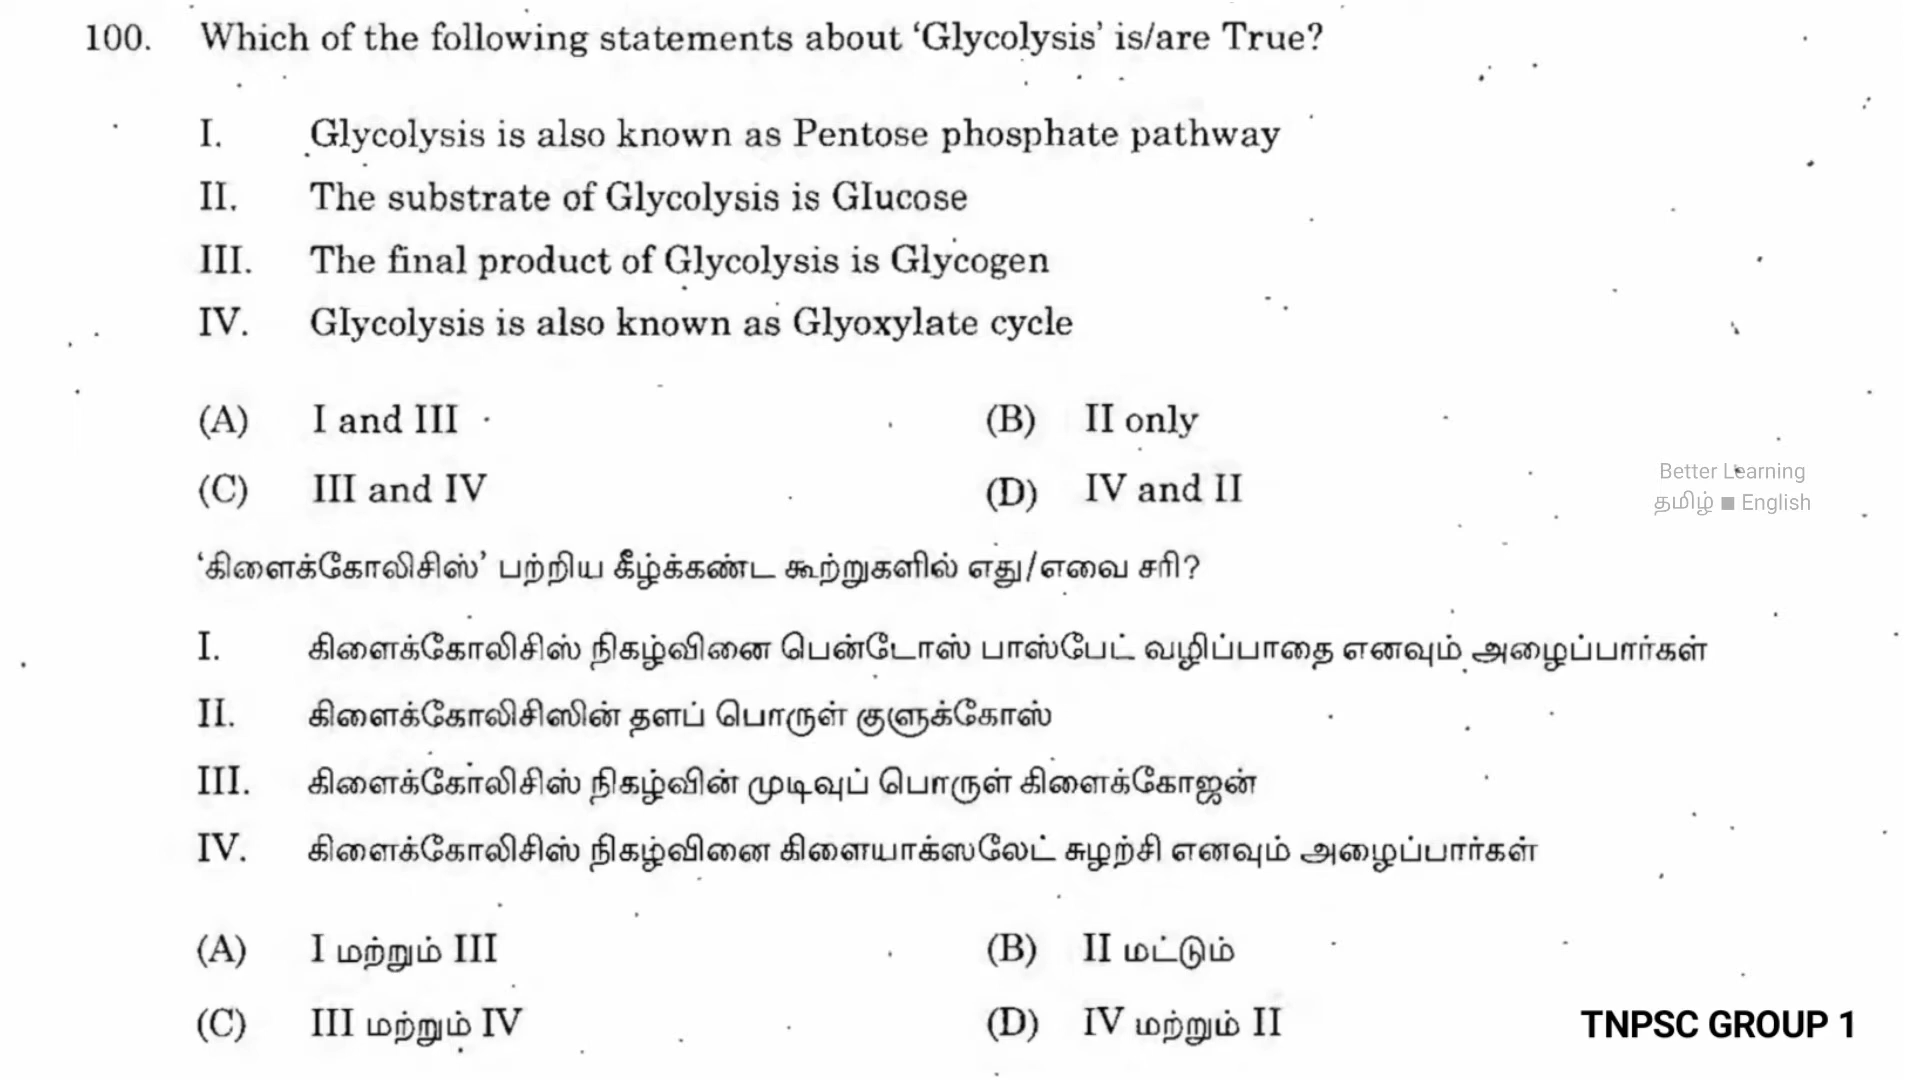 100. Which of the following statements about ‘Glycolysis’ is/are True?
I. Glycolysis is also known as Pentose phosphate pathway
II. The substrate of Glycolysis is Glucose
III. The final product of Glycolysis is Glycogen
IV. Glycolysis is also known as Glyoxylate cycle
(A) I and III (B) II only
(C) III and IV (D) IV and II
Better Learning
தமிழ் ■ English
‘கிளைக்கோலிசிஸ்’ பற்றிய கீழ்க்கண்ட கூற்றுகளில் எது/எவை சரி?
I. கிளைக்கோலிசிஸ் நிகழ்வினை பென்டோஸ் பாஸ்பேட் வழிப்பாதை எனவும் அழைப்பார்கள்
II. கிளைக்கோலிசிஸின் தளப் பொருள் குளுக்கோஸ்
III. கிளைக்கோலிசிஸ் நிகழ்வின் முடிவுப் பொருள் கிளைக்கோஜன்
IV. கிளைக்கோலிசிஸ் நிகழ்வினை கிளையாக்ஸலேட் சுழற்சி எனவும் அழைப்பார்கள்
(A) I மற்றும் III (B) II மட்டும்
(C) III மற்றும் IV (D) IV மற்றும் II
TNPSC GROUP 1